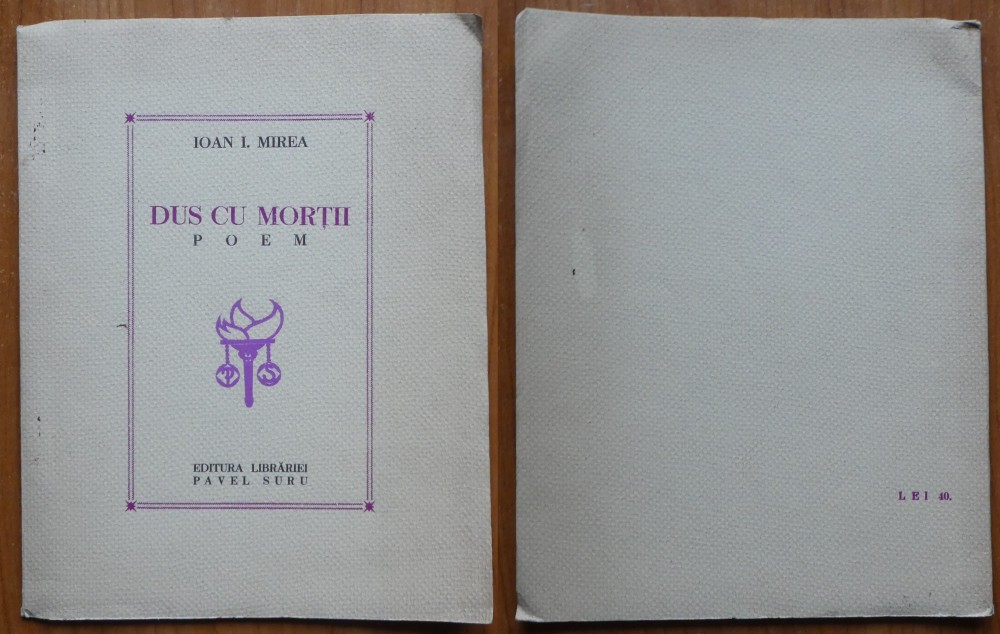 IOAN I. MIREA
DUS CU MORȚII
POEM
P S
EDITURA LIBRĂRIEI
PAVEL SURU
LEI 40.